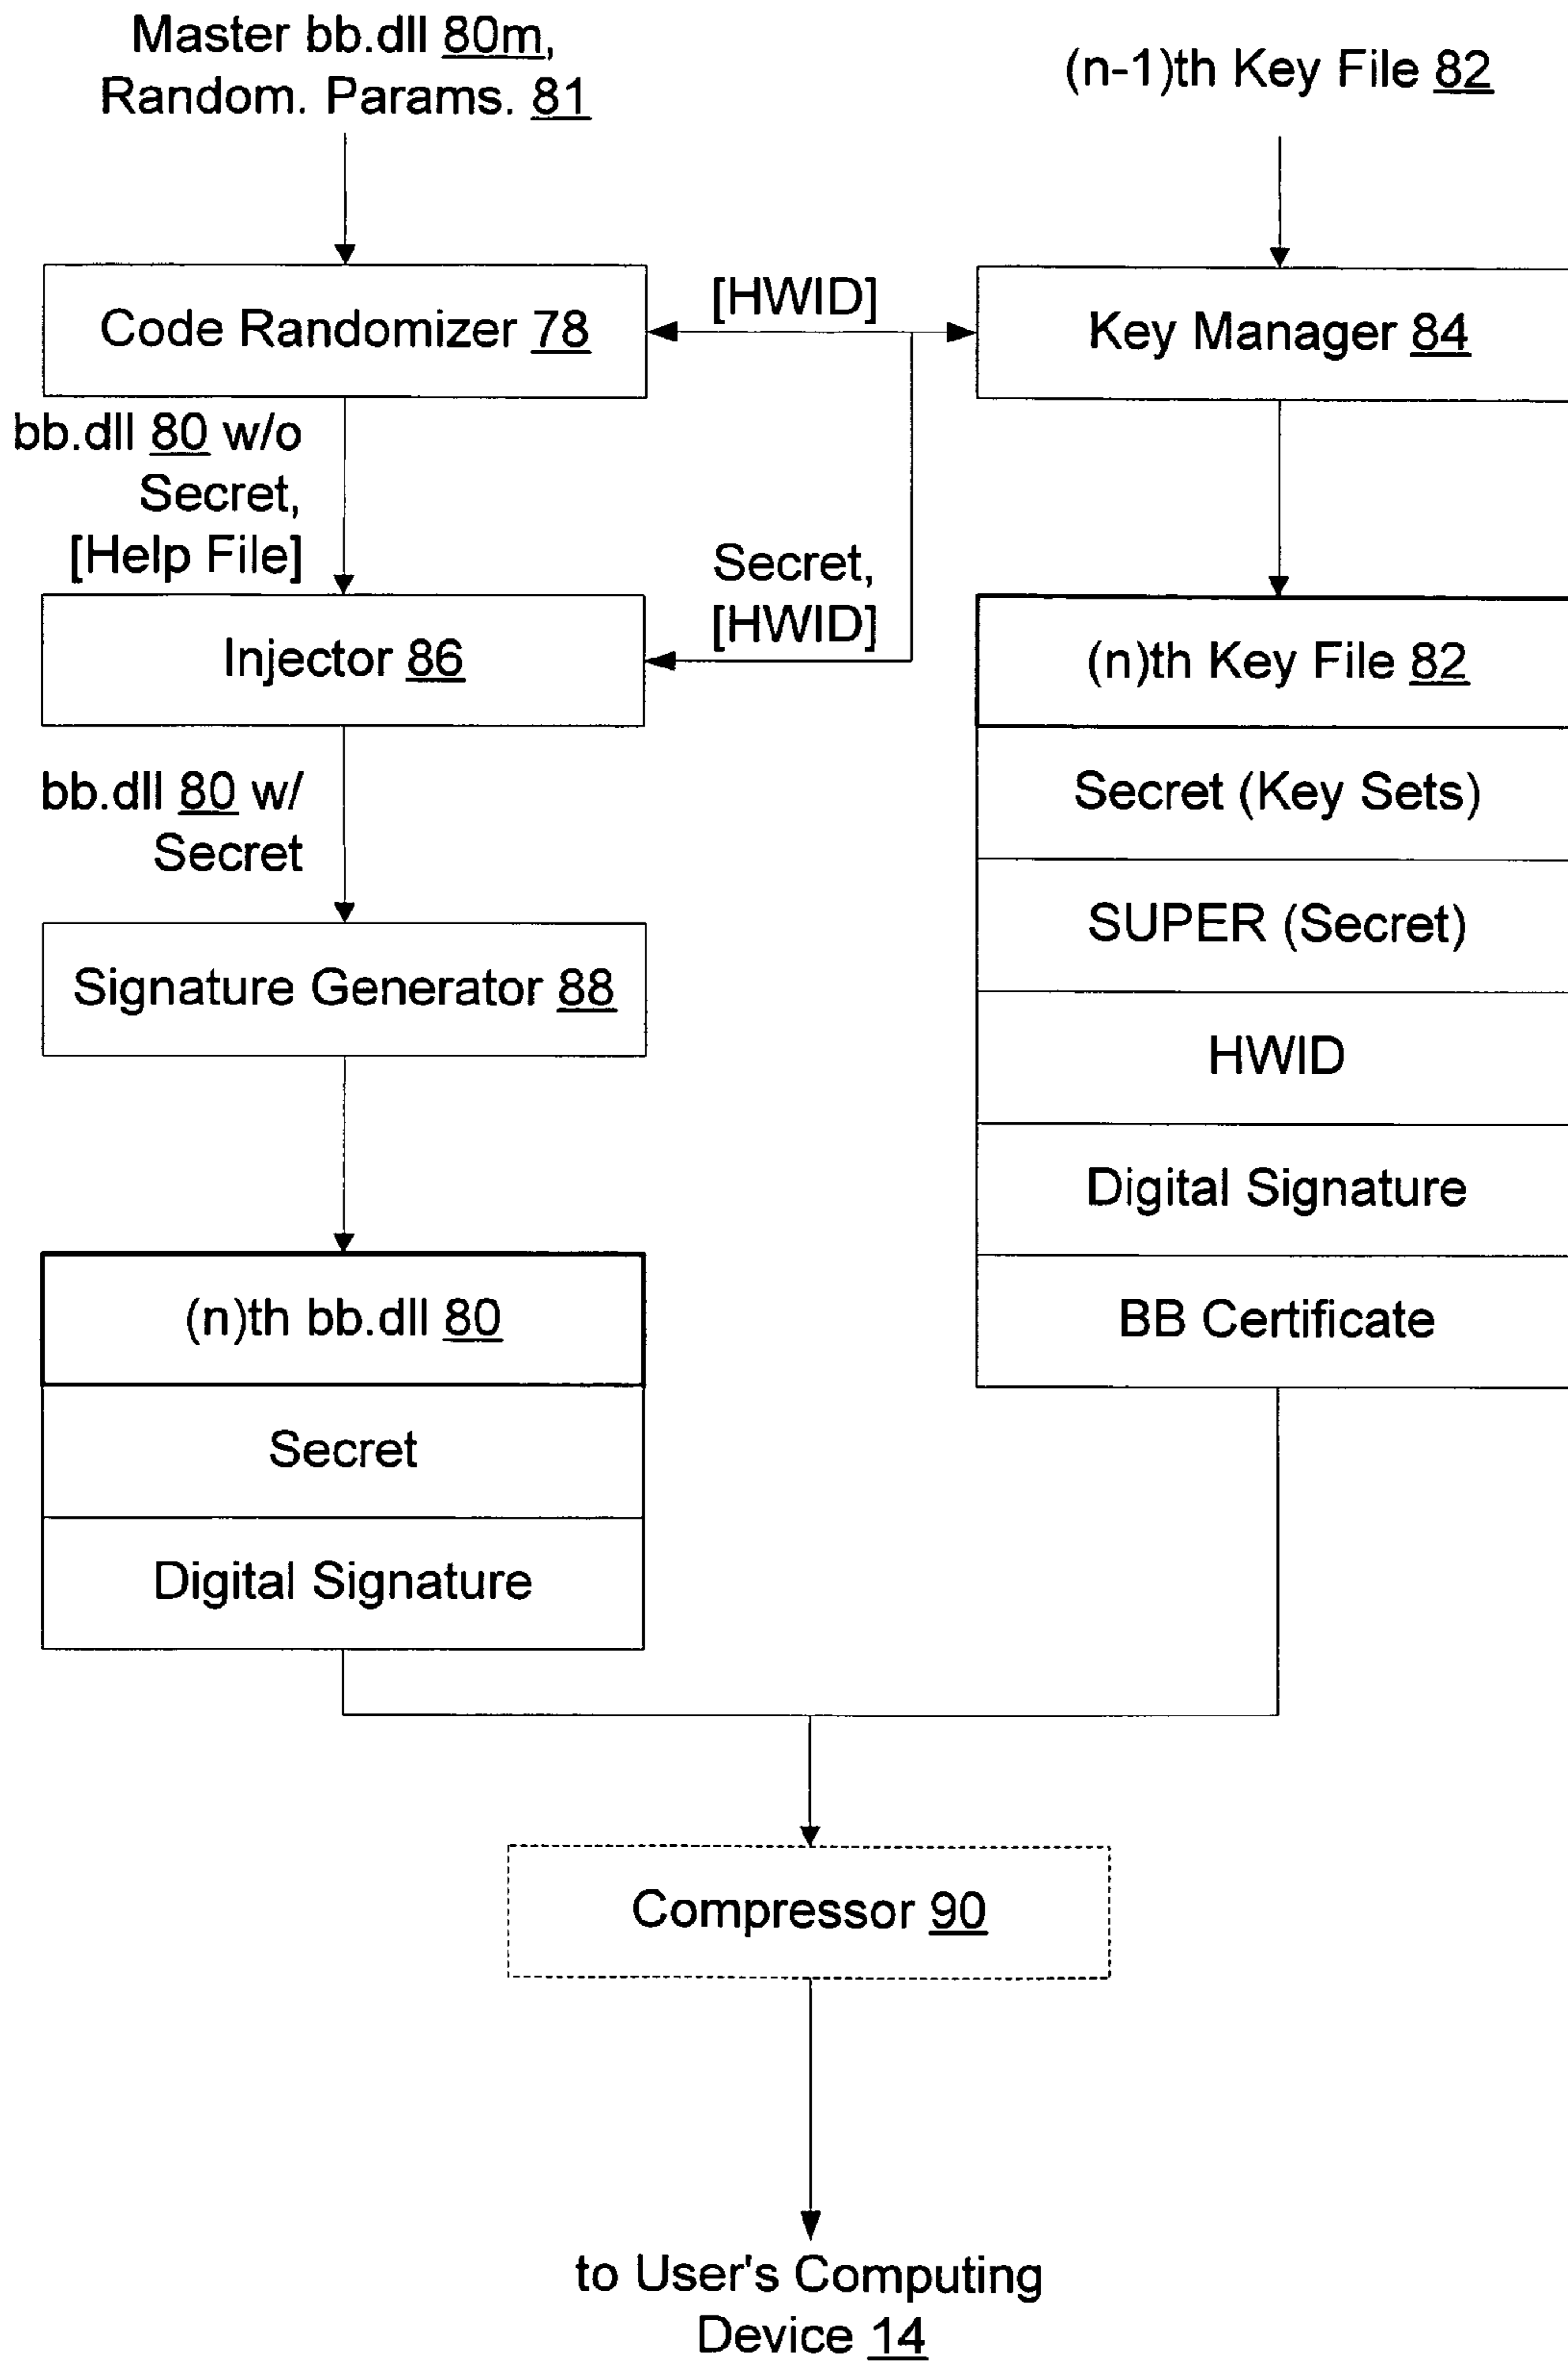 Master bb.dll 80m,
Random. Params. 81
(n-1)th Key File 82
Code Randomizer 78
[HWID]
Key Manager 84
bb.dll 80 w/o
Secret,
[Help File]
Secret,
[HWID]
Injector 86
(n)th Key File 82
Secret (Key Sets)
SUPER (Secret)
HWID
Digital Signature
BB Certificate
bb.dll 80 w/
Secret
Signature Generator 88
(n)th bb.dll 80
Secret
Digital Signature
Compressor 90
to User's Computing
Device 14